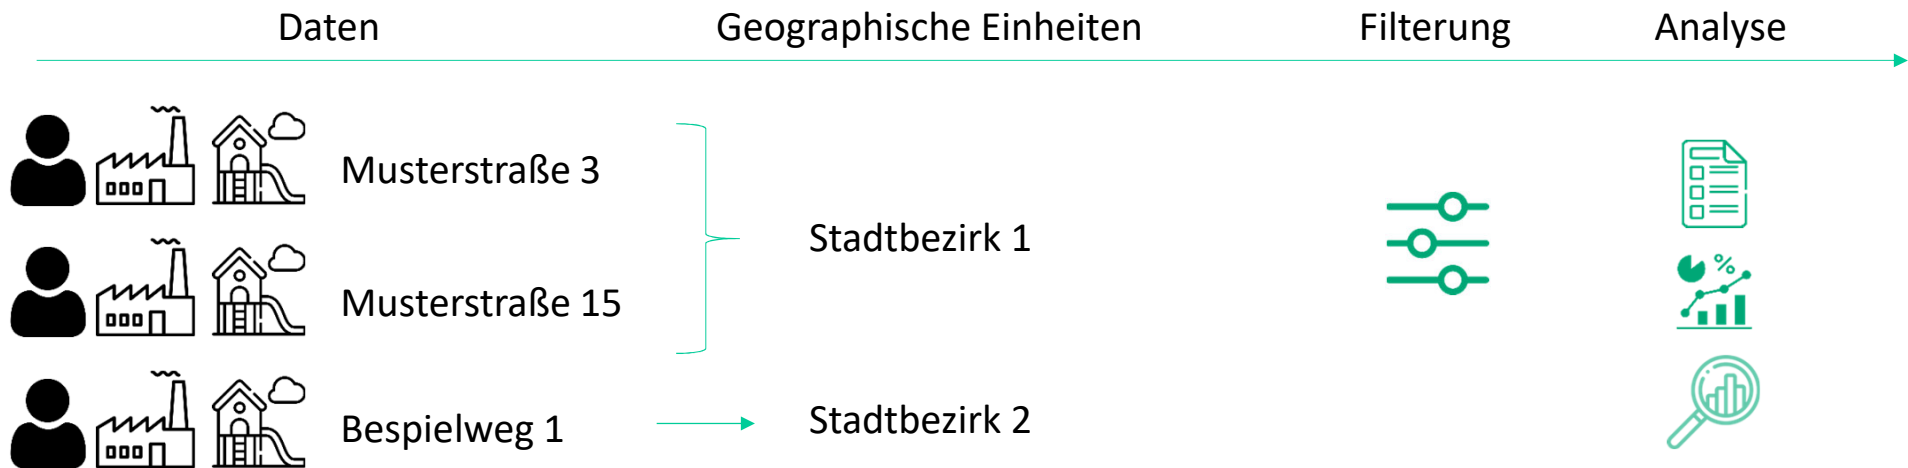 Daten
Geographische Einheiten
Filterung
Analyse
Musterstraße 3
Musterstraße 15
Stadtbezirk 1
%
Bespielweg 1
Stadtbezirk 2